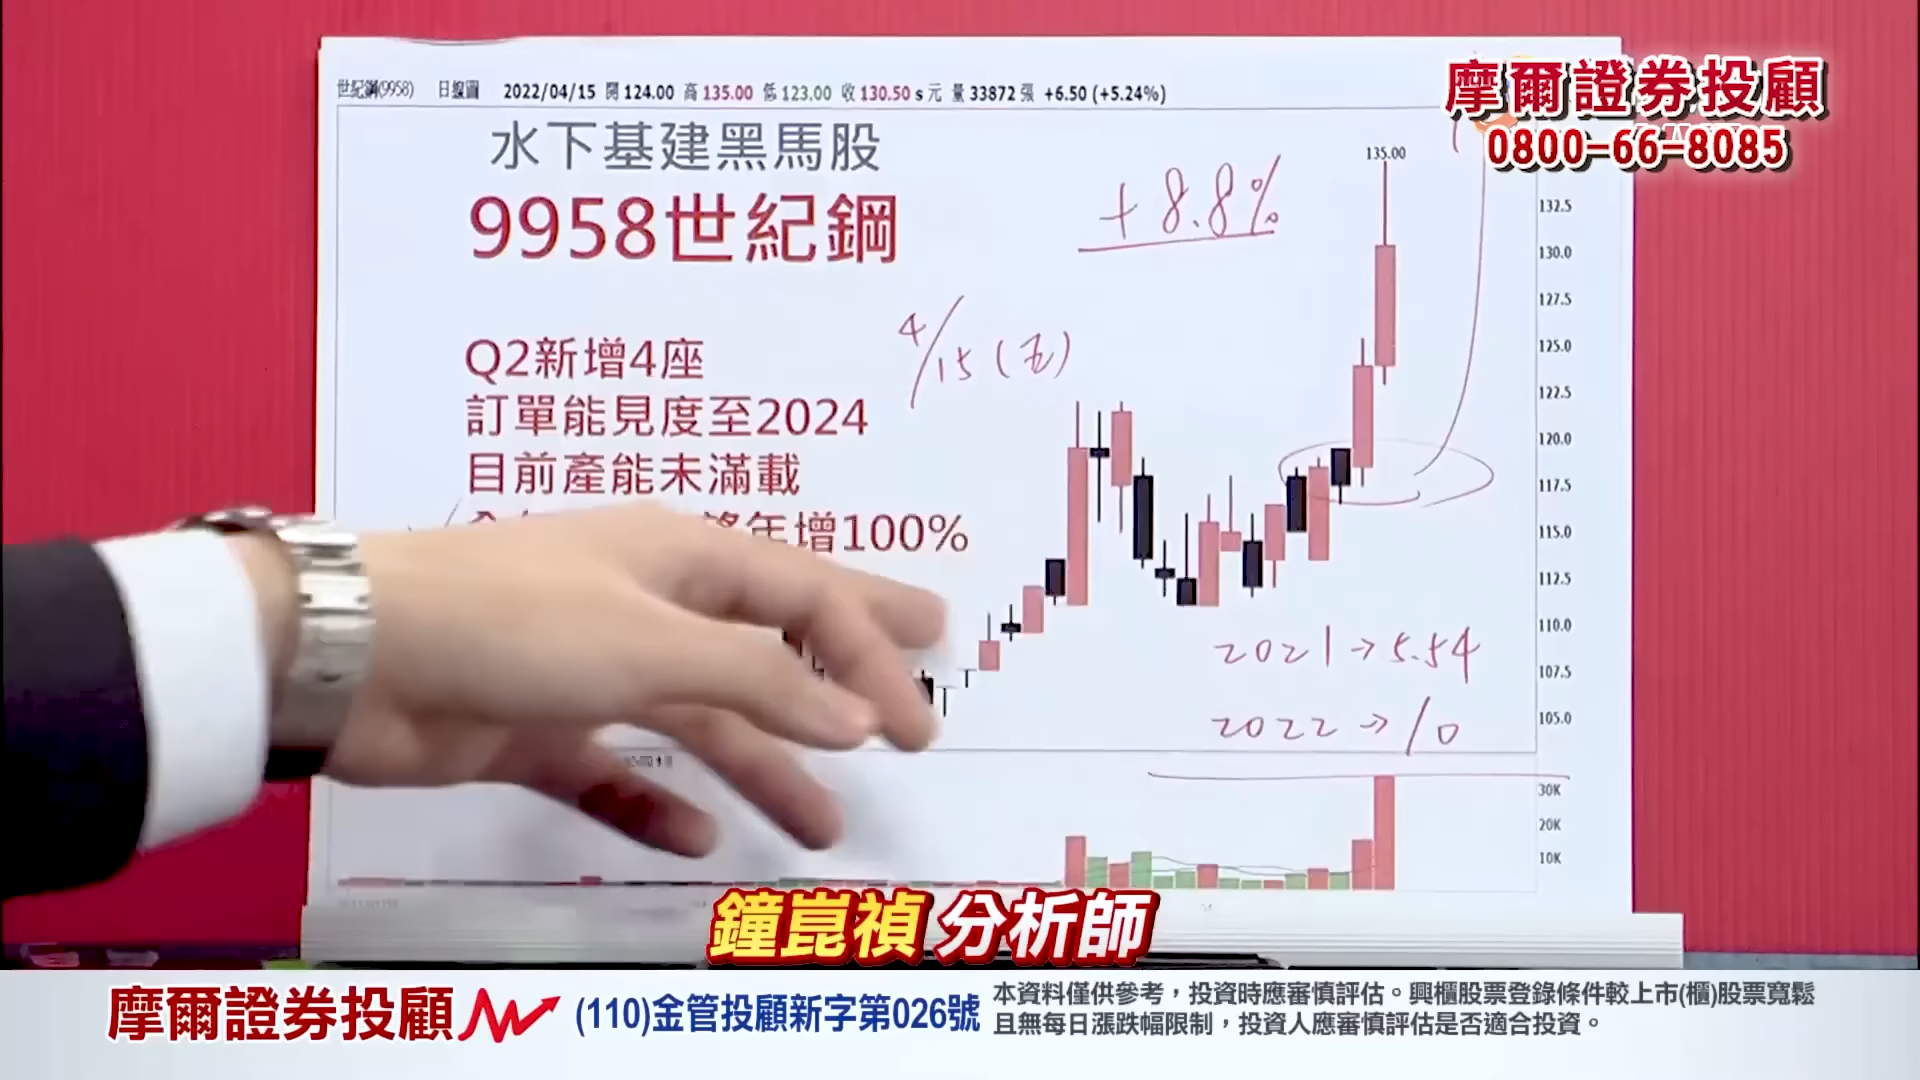 摩爾證券投顧
0800-66-8085
世紀鋼(9958) 日線圖 2022/04/15 開 124.00 高 135.00 低 123.00 收 130.50 s 元 量 33872 張 +6.50 (+5.24%)
水下基建黑馬股
9958世紀鋼
+8.8%
135.00
4/15(五)
Q2新增4座
訂單能見度至2024
目前產能未滿載
年增100%
132.5
130.0
127.5
125.0
122.5
120.0
117.5
115.0
112.5
110.0
107.5
105.0
2021→5.54
2022→10
30K
20K
10K
鐘崑禎 分析師
摩爾證券投顧
(110)金管投顧新字第026號
本資料僅供參考，投資時應審慎評估。興櫃股票登錄條件較上市(櫃)股票寬鬆
且無每日漲跌幅限制，投資人應審慎評估是否適合投資。